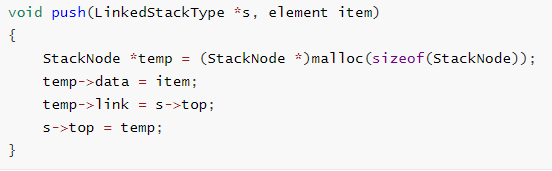 void push(LinkedStackType *s, element item)
{
    StackNode *temp = (StackNode *)malloc(sizeof(StackNode));
    temp->data = item;
    temp->link = s->top;
    s->top = temp;
}